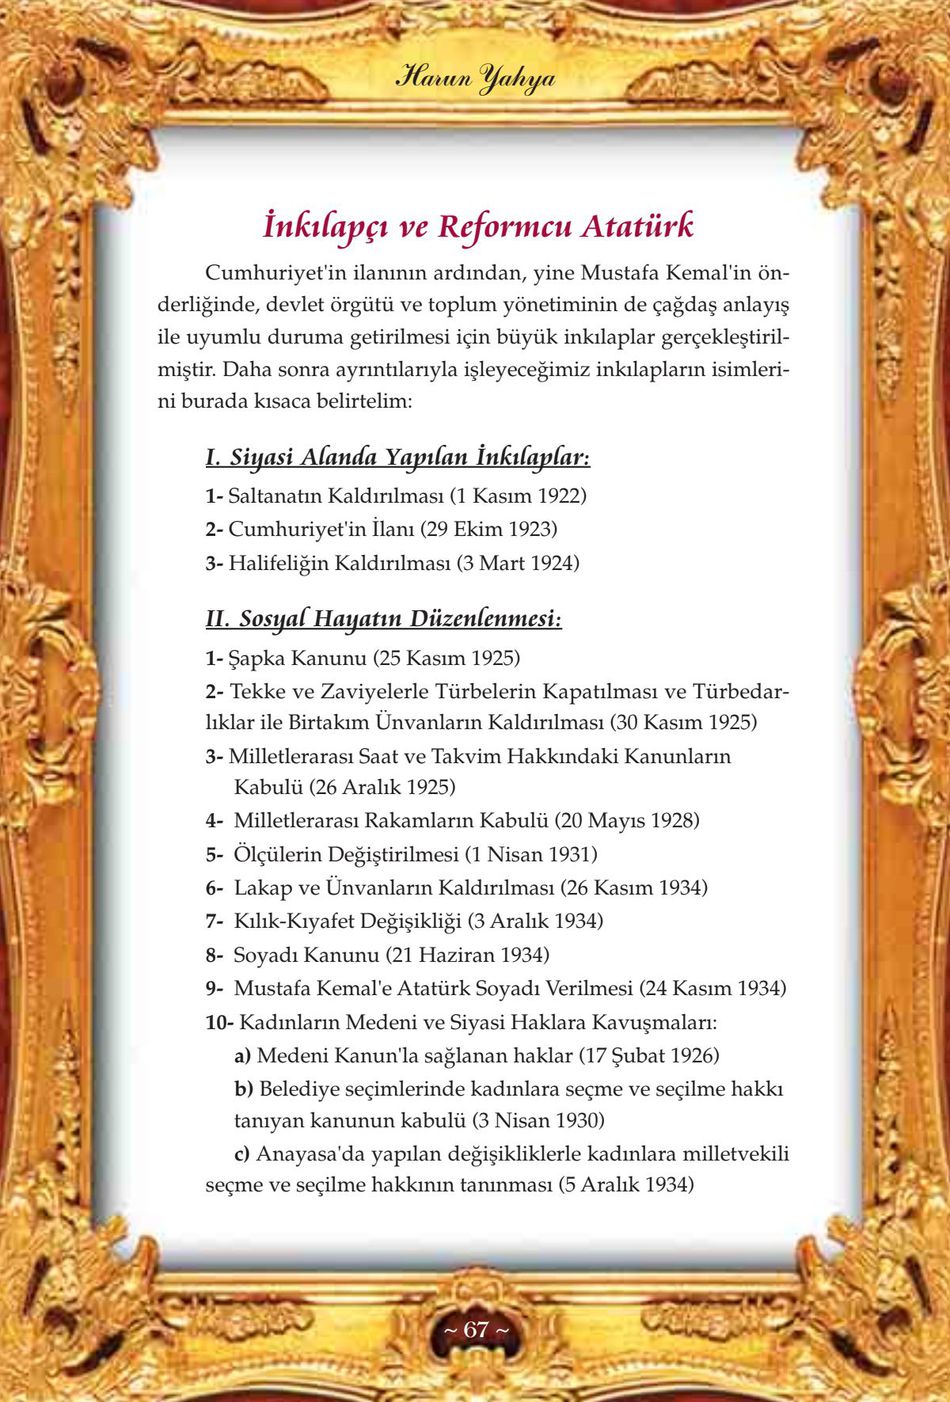 Harun Yahya
İnkılapçı ve Reformcu Atatürk
Cumhuriyet'in ilanının ardından, yine Mustafa Kemal'in ön-
derliğinde, devlet örgütü ve toplum yönetiminin de çağdaş anlayış
ile uyumlu duruma getirilmesi için büyük inkılaplar gerçekleştiril-
miştir. Daha sonra ayrıntılarıyla işleyeceğimiz inkılapların isimleri-
ni burada kısaca belirtelim:
I. Siyasi Alanda Yapılan İnkılaplar:
1- Saltanatın Kaldırılması (1 Kasım 1922)
2- Cumhuriyet'in İlanı (29 Ekim 1923)
3- Halifeliğin Kaldırılması (3 Mart 1924)
II. Sosyal Hayatın Düzenlenmesi:
1- Şapka Kanunu (25 Kasım 1925)
2- Tekke ve Zaviyelerle Türbelerin Kapatılması ve Türbedar-
lıklar ile Birtakım Ünvanların Kaldırılması (30 Kasım 1925)
3- Milletlerarası Saat ve Takvim Hakkındaki Kanunların
Kabulü (26 Aralık 1925)
4- Milletlerarası Rakamların Kabulü (20 Mayıs 1928)
5- Ölçülerin Değiştirilmesi (1 Nisan 1931)
6- Lakap ve Ünvanların Kaldırılması (26 Kasım 1934)
7- Kılık-Kıyafet Değişikliği (3 Aralık 1934)
8- Soyadı Kanunu (21 Haziran 1934)
9- Mustafa Kemal'e Atatürk Soyadı Verilmesi (24 Kasım 1934)
10- Kadınların Medeni ve Siyasi Haklara Kavuşmaları:
a) Medeni Kanun'la sağlanan haklar (17 Şubat 1926)
b) Belediye seçimlerinde kadınlara seçme ve seçilme hakkı
tanıyan kanunun kabulü (3 Nisan 1930)
c) Anayasa'da yapılan değişikliklerle kadınlara milletvekili
seçme ve seçilme hakkının tanınması (5 Aralık 1934)
~ 67 ~